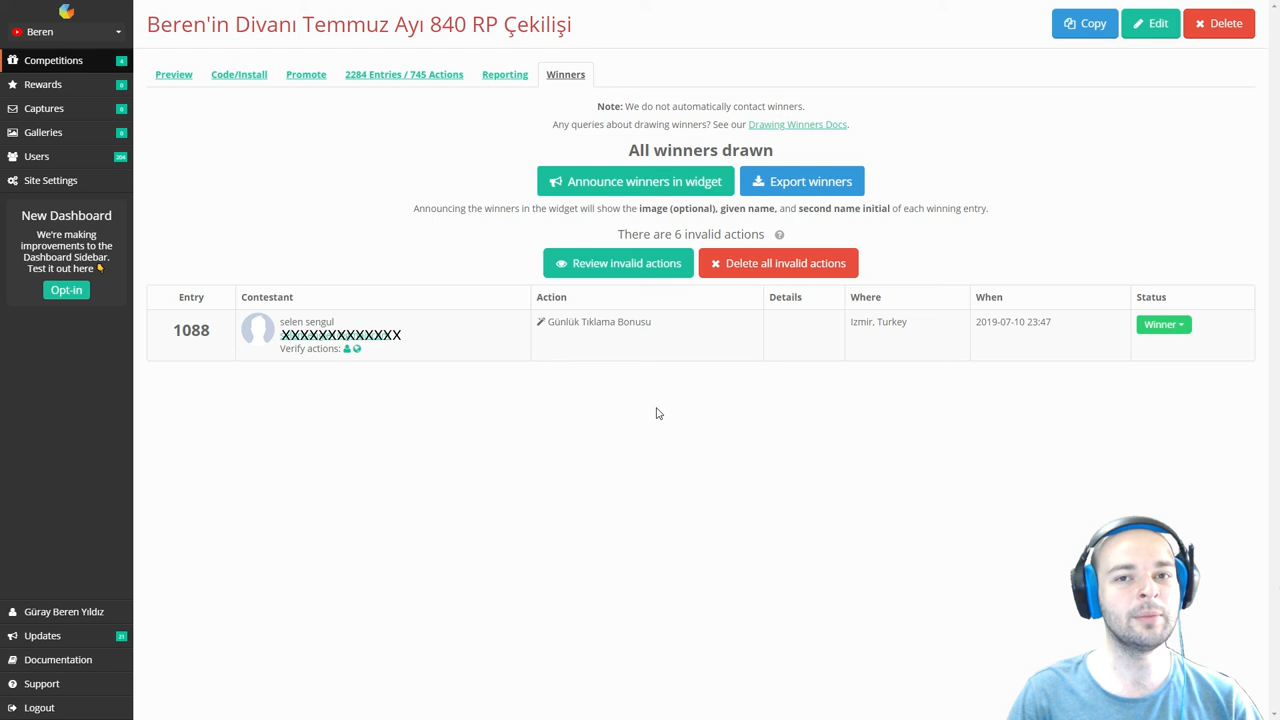 Beren
Competitions 4
Rewards 0
Captures 0
Galleries 0
Users 204
Site Settings
New Dashboard
We're making
improvements to the
Dashboard Sidebar.
Test it out here
Opt-in
Güray Beren Yıldız
Updates 21
Documentation
Support
Logout
Beren'in Divanı Temmuz Ayı 840 RP Çekilişi
Copy Edit Delete
Preview Code/Install Promote 2284 Entries / 745 Actions Reporting Winners
Note: We do not automatically contact winners.
Any queries about drawing winners? See our Drawing Winners Docs.
All winners drawn
Announce winners in widget Export winners
Announcing the winners in the widget will show the image (optional), given name, and second name initial of each winning entry.
There are 6 invalid actions ?
Review invalid actions Delete all invalid actions
Entry Contestant Action Details Where When Status
1088 selen sengul Günlük Tıklama Bonusu Izmir, Turkey 2019-07-10 23:47 Winner
XXXXXXXXXXXXX
Verify actions: